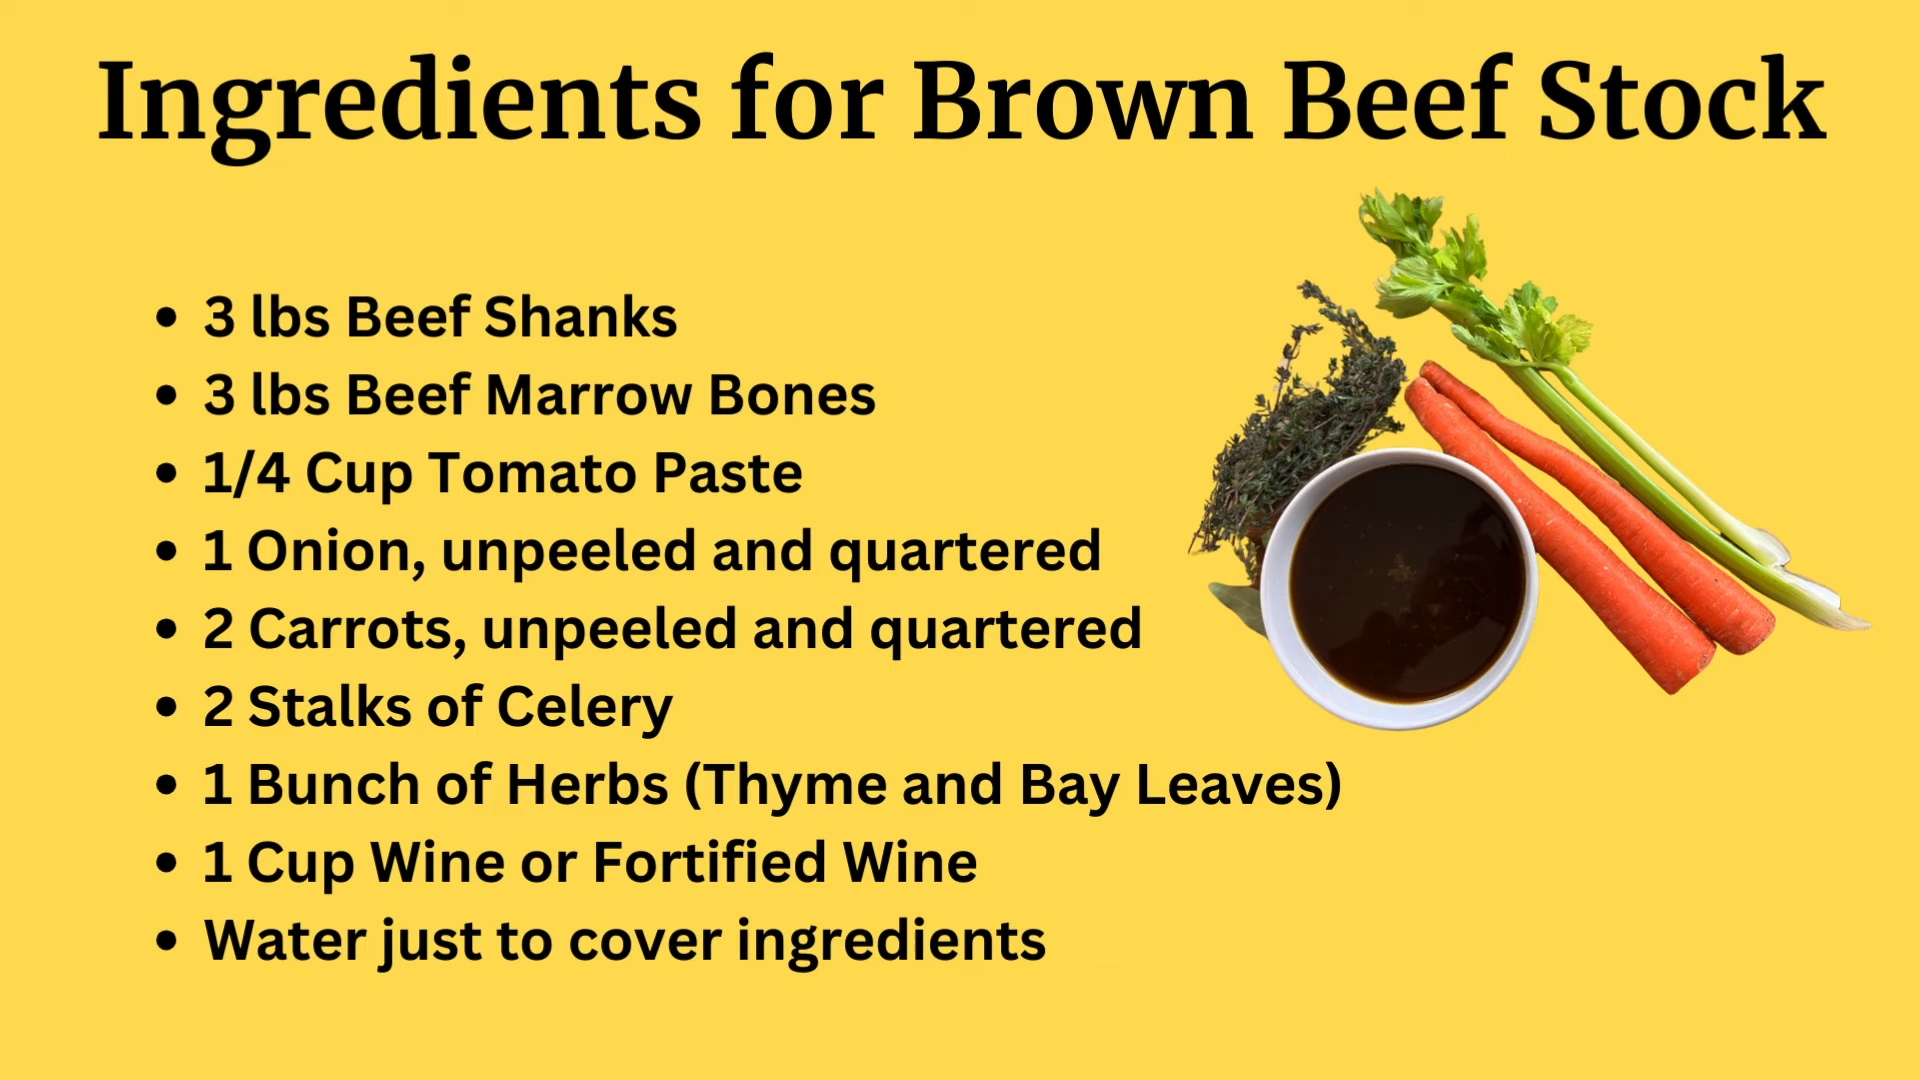 Ingredients for Brown Beef Stock
• 3 lbs Beef Shanks
• 3 lbs Beef Marrow Bones
• 1/4 Cup Tomato Paste
• 1 Onion, unpeeled and quartered
• 2 Carrots, unpeeled and quartered
• 2 Stalks of Celery
• 1 Bunch of Herbs (Thyme and Bay Leaves)
• 1 Cup Wine or Fortified Wine
• Water just to cover ingredients